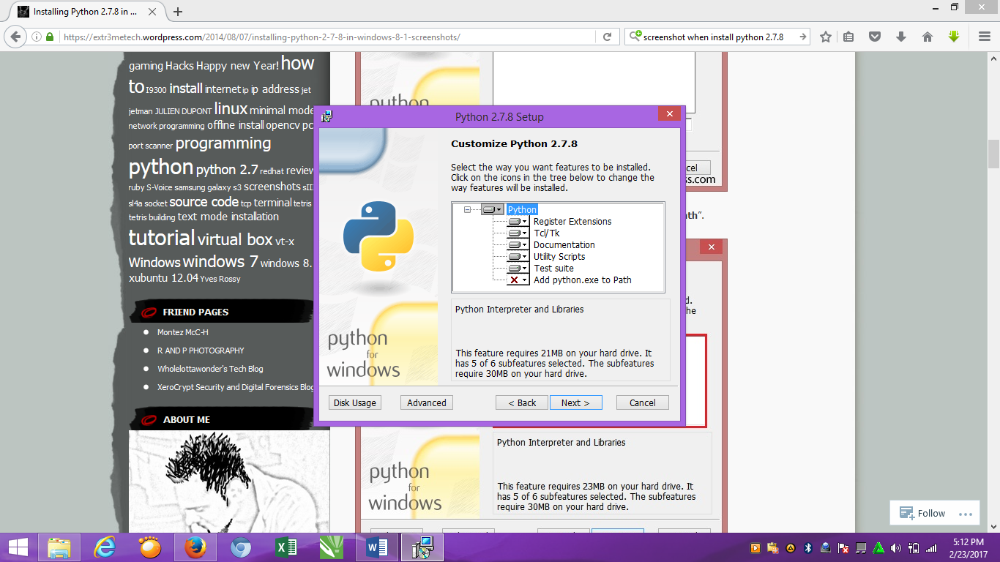 Installing Python 2.7.8 in ...
https://extr3metech.wordpress.com/2014/08/07/installing-python-2-7-8-in-windows-8-1-screenshots/
screenshot when install python 2.7.8
gaming Hacks Happy new Year! how
to I9300 install internet ip ip address jet
jetman JULIEN DUPONT linux minimal mode
network programming offline install opencv pc
port scanner programming
python python 2.7 redhat review
ruby S-Voice samsung galaxy s3 screenshots sIII
sl4a socket source code tcp terminal tetris
tetris building text mode installation
tutorial virtual box vt-x
Windows windows 7 windows 8.
xubuntu 12.04 Yves Rossy
FRIEND PAGES
Montez McC-H
R AND P PHOTOGRAPHY
Wholelottawonder's Tech Blog
XeroCrypt Security and Digital Forensics Blog
ABOUT ME
python
cel
ss.com
th".
d.
the
Python 2.7.8 Setup
Customize Python 2.7.8
Select the way you want features to be installed.
Click on the icons in the tree below to change the
way features will be installed.
Python
Register Extensions
Tcl/Tk
Documentation
Utility Scripts
Test suite
Add python.exe to Path
Python Interpreter and Libraries
This feature requires 21MB on your hard drive. It
has 5 of 6 subfeatures selected. The subfeatures
require 30MB on your hard drive.
python
for
windows
Disk Usage
Advanced
< Back
Next >
Cancel
Python Interpreter and Libraries
This feature requires 23MB on your hard drive. It
has 5 of 6 subfeatures selected. The subfeatures
require 30MB on your hard drive.
python
for
windows
Follow
5:12 PM
2/23/2017